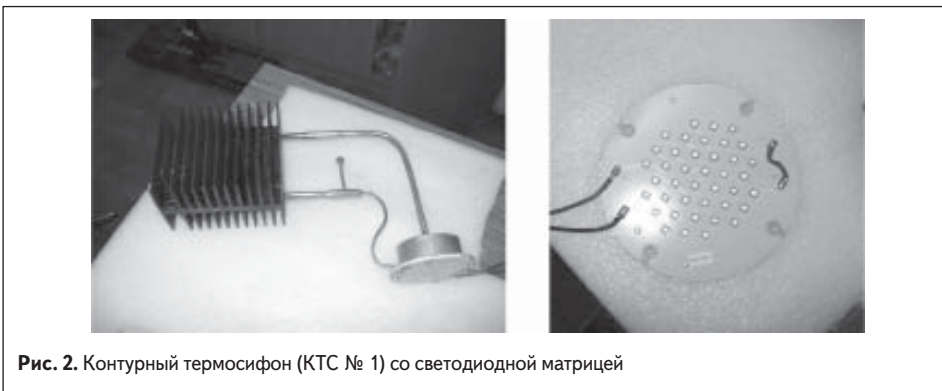 Рис. 2. Контурный термосифон (КТС № 1) со светодиодной матрицей